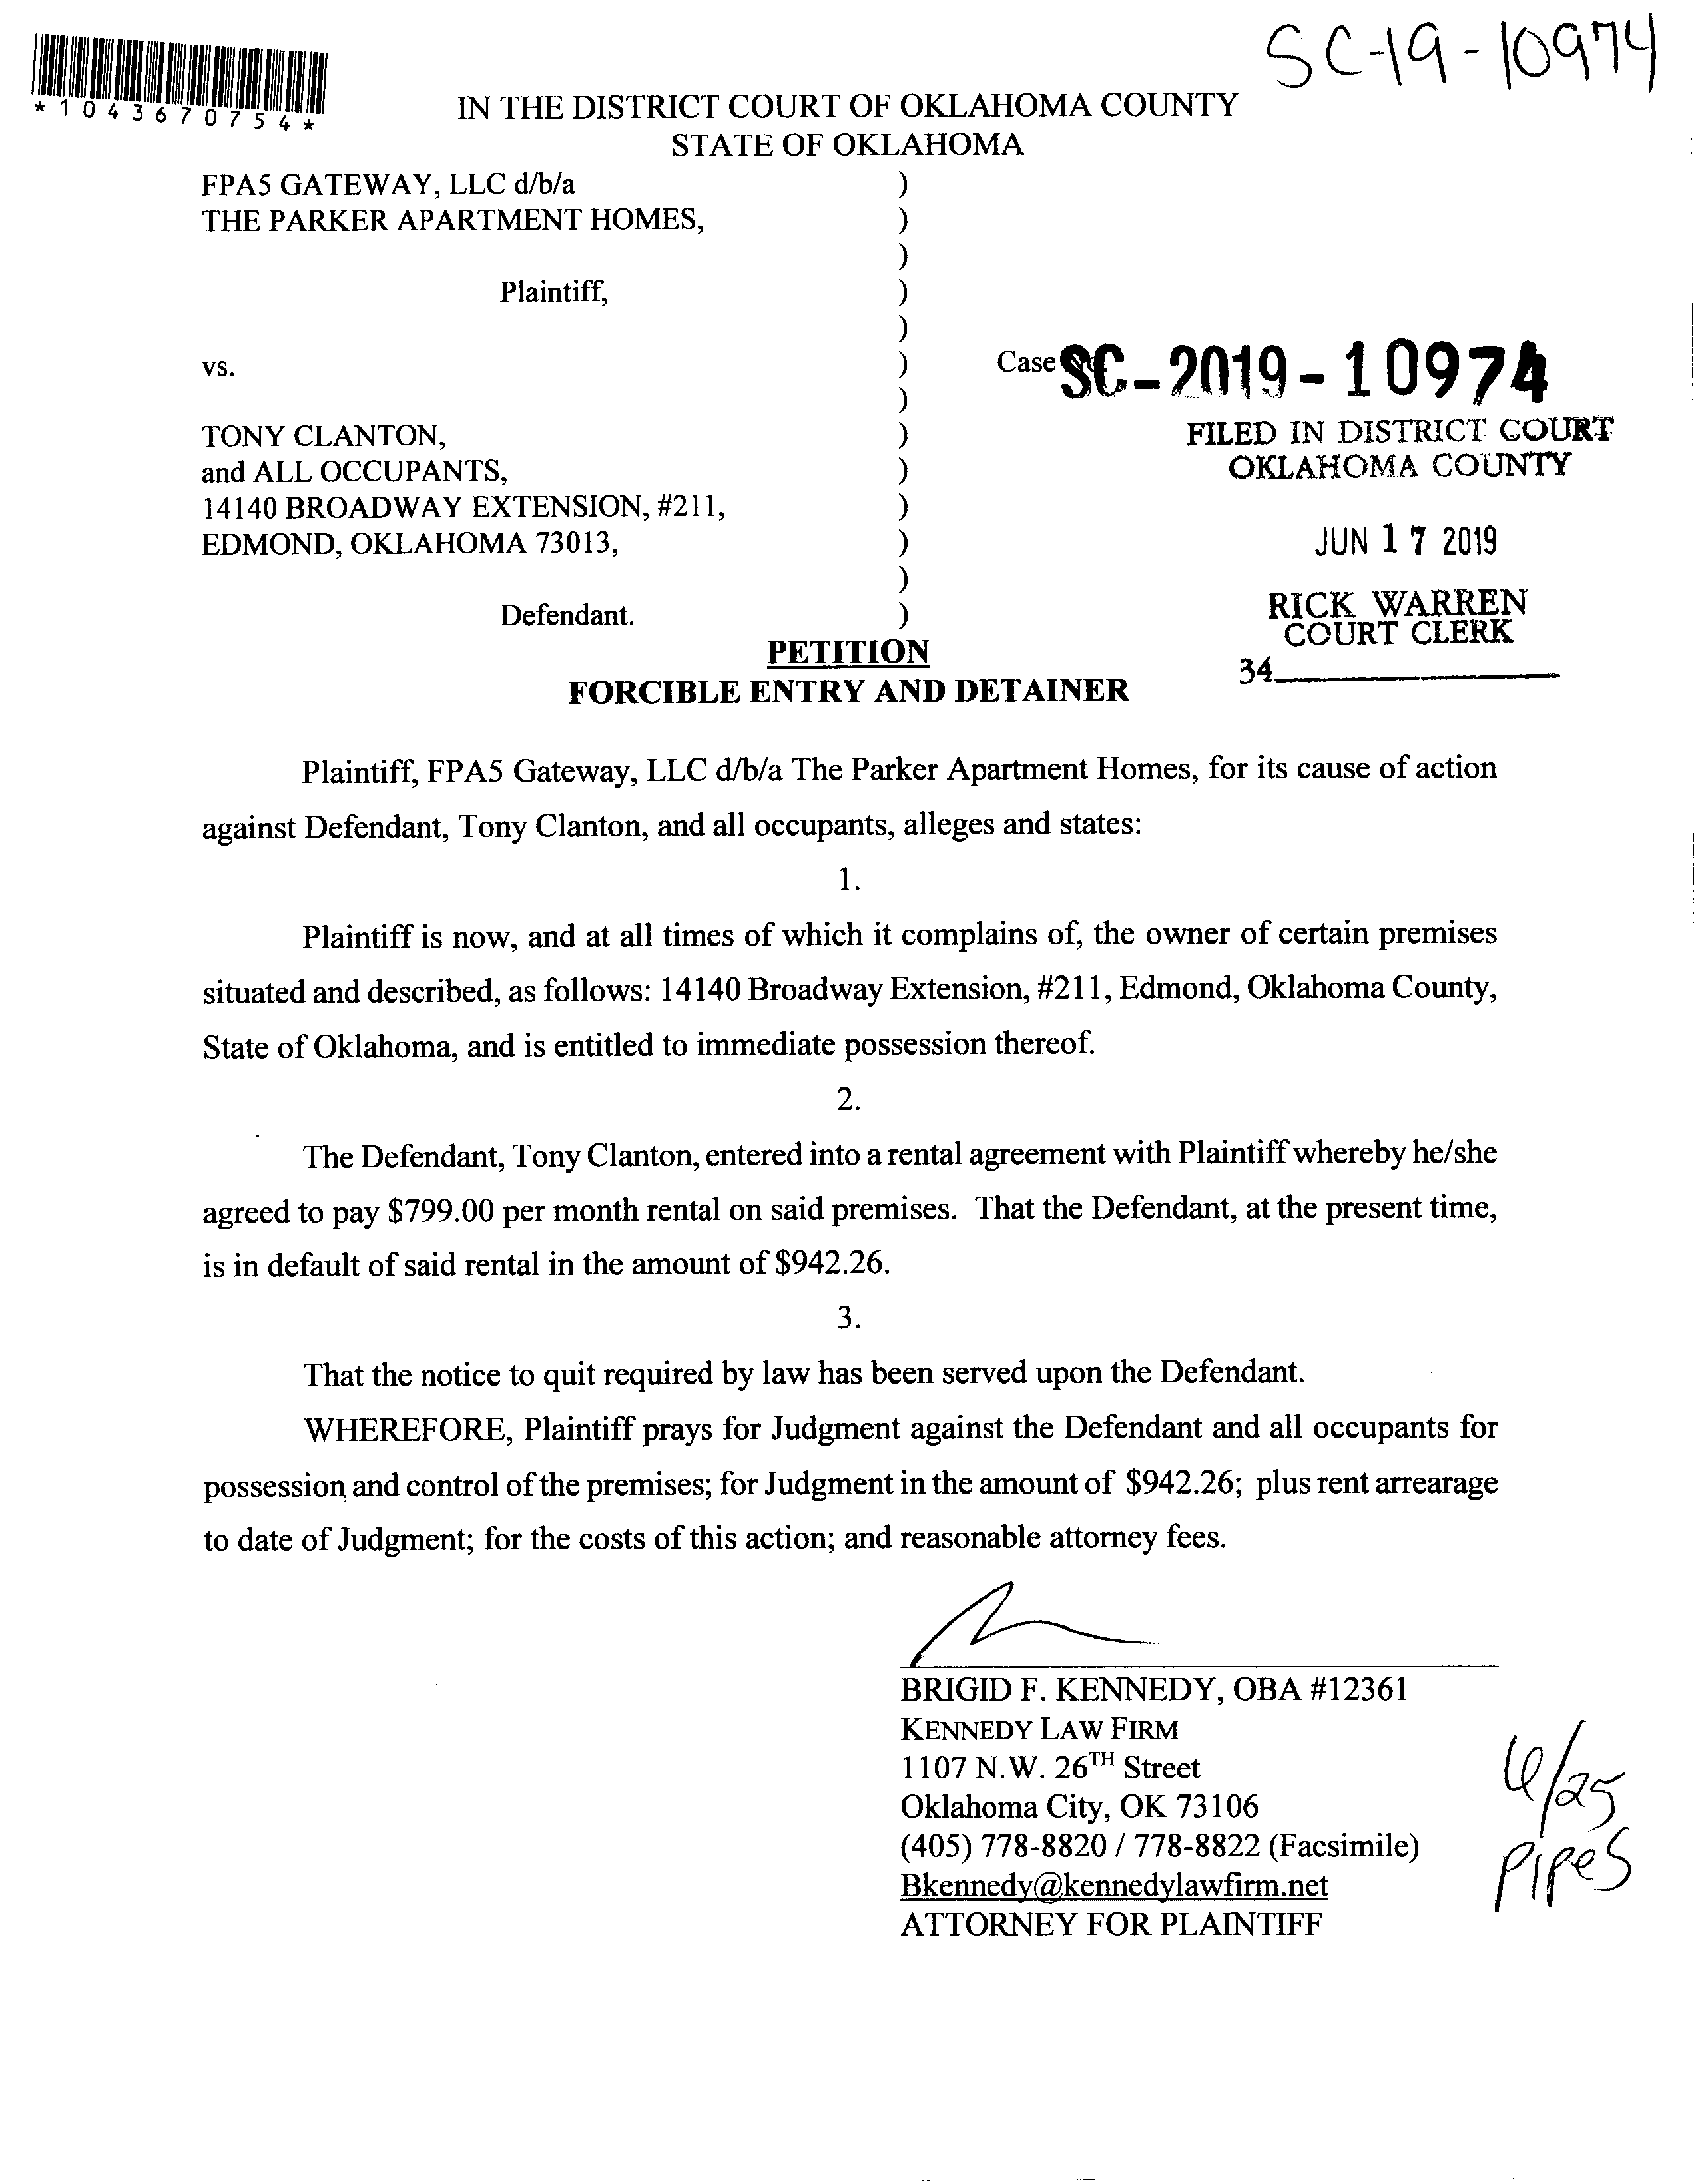 SC-19-10974
*1043670754*
IN THE DISTRICT COURT OF OKLAHOMA COUNTY
STATE OF OKLAHOMA
FPA5 GATEWAY, LLC d/b/a )
THE PARKER APARTMENT HOMES, )
)
Plaintiff, )
)
vs. ) Case SC-2019-10974
)
TONY CLANTON, ) FILED IN DISTRICT COURT
and ALL OCCUPANTS, ) OKLAHOMA COUNTY
14140 BROADWAY EXTENSION, #211, )
EDMOND, OKLAHOMA 73013, ) JUN 17 2019
)
Defendant. ) RICK WARREN
COURT CLERK
PETITION
34
FORCIBLE ENTRY AND DETAINER
Plaintiff, FPA5 Gateway, LLC d/b/a The Parker Apartment Homes, for its cause of action
against Defendant, Tony Clanton, and all occupants, alleges and states:
1.
Plaintiff is now, and at all times of which it complains of, the owner of certain premises
situated and described, as follows: 14140 Broadway Extension, #211, Edmond, Oklahoma County,
State of Oklahoma, and is entitled to immediate possession thereof.
2.
The Defendant, Tony Clanton, entered into a rental agreement with Plaintiff whereby he/she
agreed to pay $799.00 per month rental on said premises. That the Defendant, at the present time,
is in default of said rental in the amount of $942.26.
3.
That the notice to quit required by law has been served upon the Defendant.
WHEREFORE, Plaintiff prays for Judgment against the Defendant and all occupants for
possession and control of the premises; for Judgment in the amount of $942.26; plus rent arrearage
to date of Judgment; for the costs of this action; and reasonable attorney fees.
BRIGID F. KENNEDY, OBA #12361
KENNEDY LAW FIRM
1107 N.W. 26TH Street
Oklahoma City, OK 73106
(405) 778-8820 / 778-8822 (Facsimile)
Bkennedy@kennedylawfirm.net
ATTORNEY FOR PLAINTIFF
6/25
Pipes